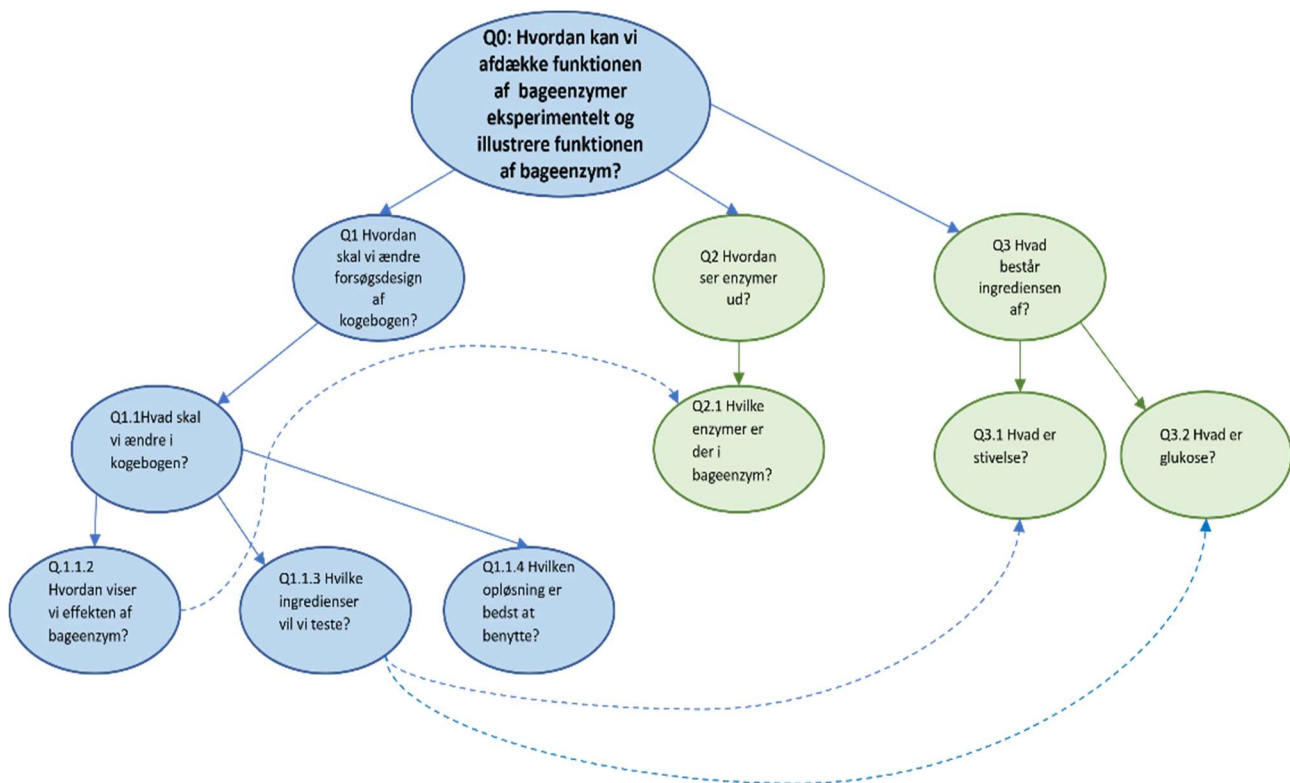 Q0: Hvordan kan vi
afdække funktionen
af bageenzymer
eksperimentelt og
illustrere funktionen
af bageenzym?
Q1 Hvordan
skal vi ændre
forsøgsdesign
af
kogebogen?
Q2 Hvordan
ser enzymer
ud?
Q3 Hvad
består
ingrediensen
af?
Q1.1Hvad skal
vi ændre i
kogebogen?
Q2.1 Hvilke
enzymer er
der i
bageenzym?
Q3.1 Hvad er
stivelse?
Q3.2 Hvad er
glukose?
Q.1.1.2
Hvordan viser
vi effekten af
bageenzym?
Q1.1.3 Hvilke
ingredienser
vil vi teste?
Q1.1.4 Hvilken
opløsning er
bedst at
benytte?